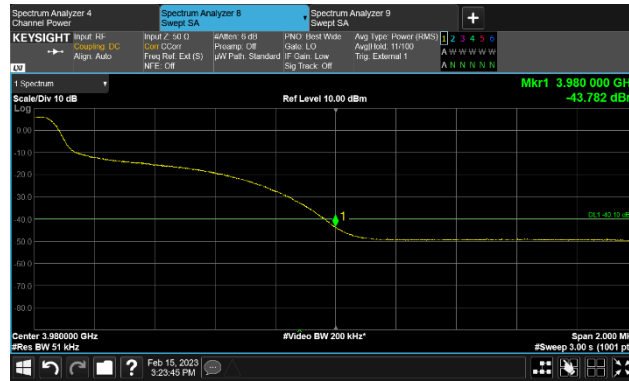 Spectrum Analyzer 4
Channel Power
Spectrum Analyzer 8
Swept SA
Spectrum Analyzer 9
Swept SA
+
KEYSIGHT
Input: RF
Coupling: DC
Align: Auto
Input Z: 50 Ω
Corr CCorr
Freq Ref: Ext (S)
NFE: Off
#Atten: 6 dB
Preamp: Off
µW Path: Standard
PNO: Best Wide
Gate: LO
IF Gain: Low
Sig Track: Off
Avg Type: Power (RMS)
Avg|Hold: 11/100
Trig: External 1
1 2 3 4 5 6
A W W W W W
A N N N N N
LXI
1 Spectrum
Scale/Div 10 dB
Log
Ref Level 10.00 dBm
Mkr1 3.980 000 GH
-43.782 dB
0.00
-10.0
-20.0
-30.0
-40.0
-50.0
-60.0
-70.0
-80.0
1
DL1 -40.10 dB
Center 3.980000 GHz
#Res BW 51 kHz
#Video BW 200 kHz*
Span 2.000 M
#Sweep 3.00 s (1001 pt
?
Feb 15, 2023
3:23:45 PM